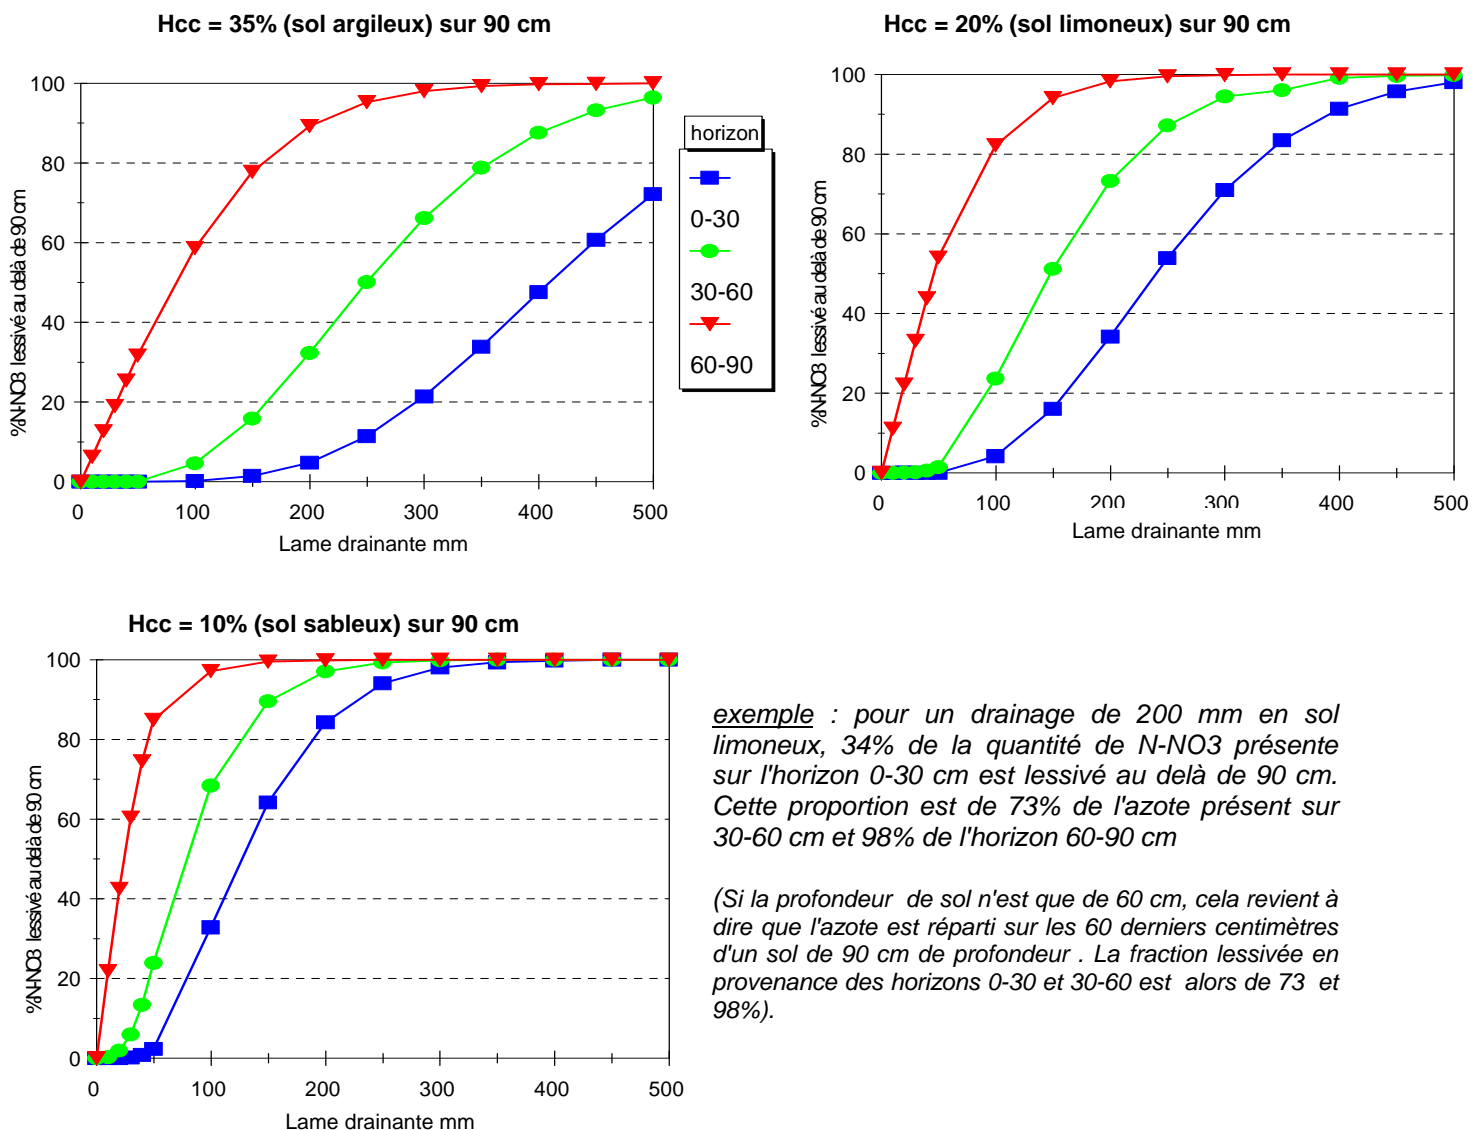 Hcc = 35% (sol argileux) sur 90 cm
100
80
60
40
20
0
%N-NO3 lessivé au delà de 90 cm
0 100 200 300 400 500
Lame drainante mm
horizon
0-30
30-60
60-90
Hcc = 20% (sol limoneux) sur 90 cm
100
80
60
40
20
0
%N-NO3 lessivé au delà de 90 cm
0 100 200 300 400 500
Lame drainante mm
Hcc = 10% (sol sableux) sur 90 cm
100
80
60
40
20
0
%N-NO3 lessivé au delà de 90 cm
0 100 200 300 400 500
Lame drainante mm
exemple : pour un drainage de 200 mm en sol
limoneux, 34% de la quantité de N-NO3 présente
sur l'horizon 0-30 cm est lessivé au delà de 90 cm.
Cette proportion est de 73% de l'azote présent sur
30-60 cm et 98% de l'horizon 60-90 cm
(Si la profondeur de sol n'est que de 60 cm, cela revient à
dire que l'azote est réparti sur les 60 derniers centimètres
d'un sol de 90 cm de profondeur . La fraction lessivée en
provenance des horizons 0-30 et 30-60 est alors de 73 et
98%).